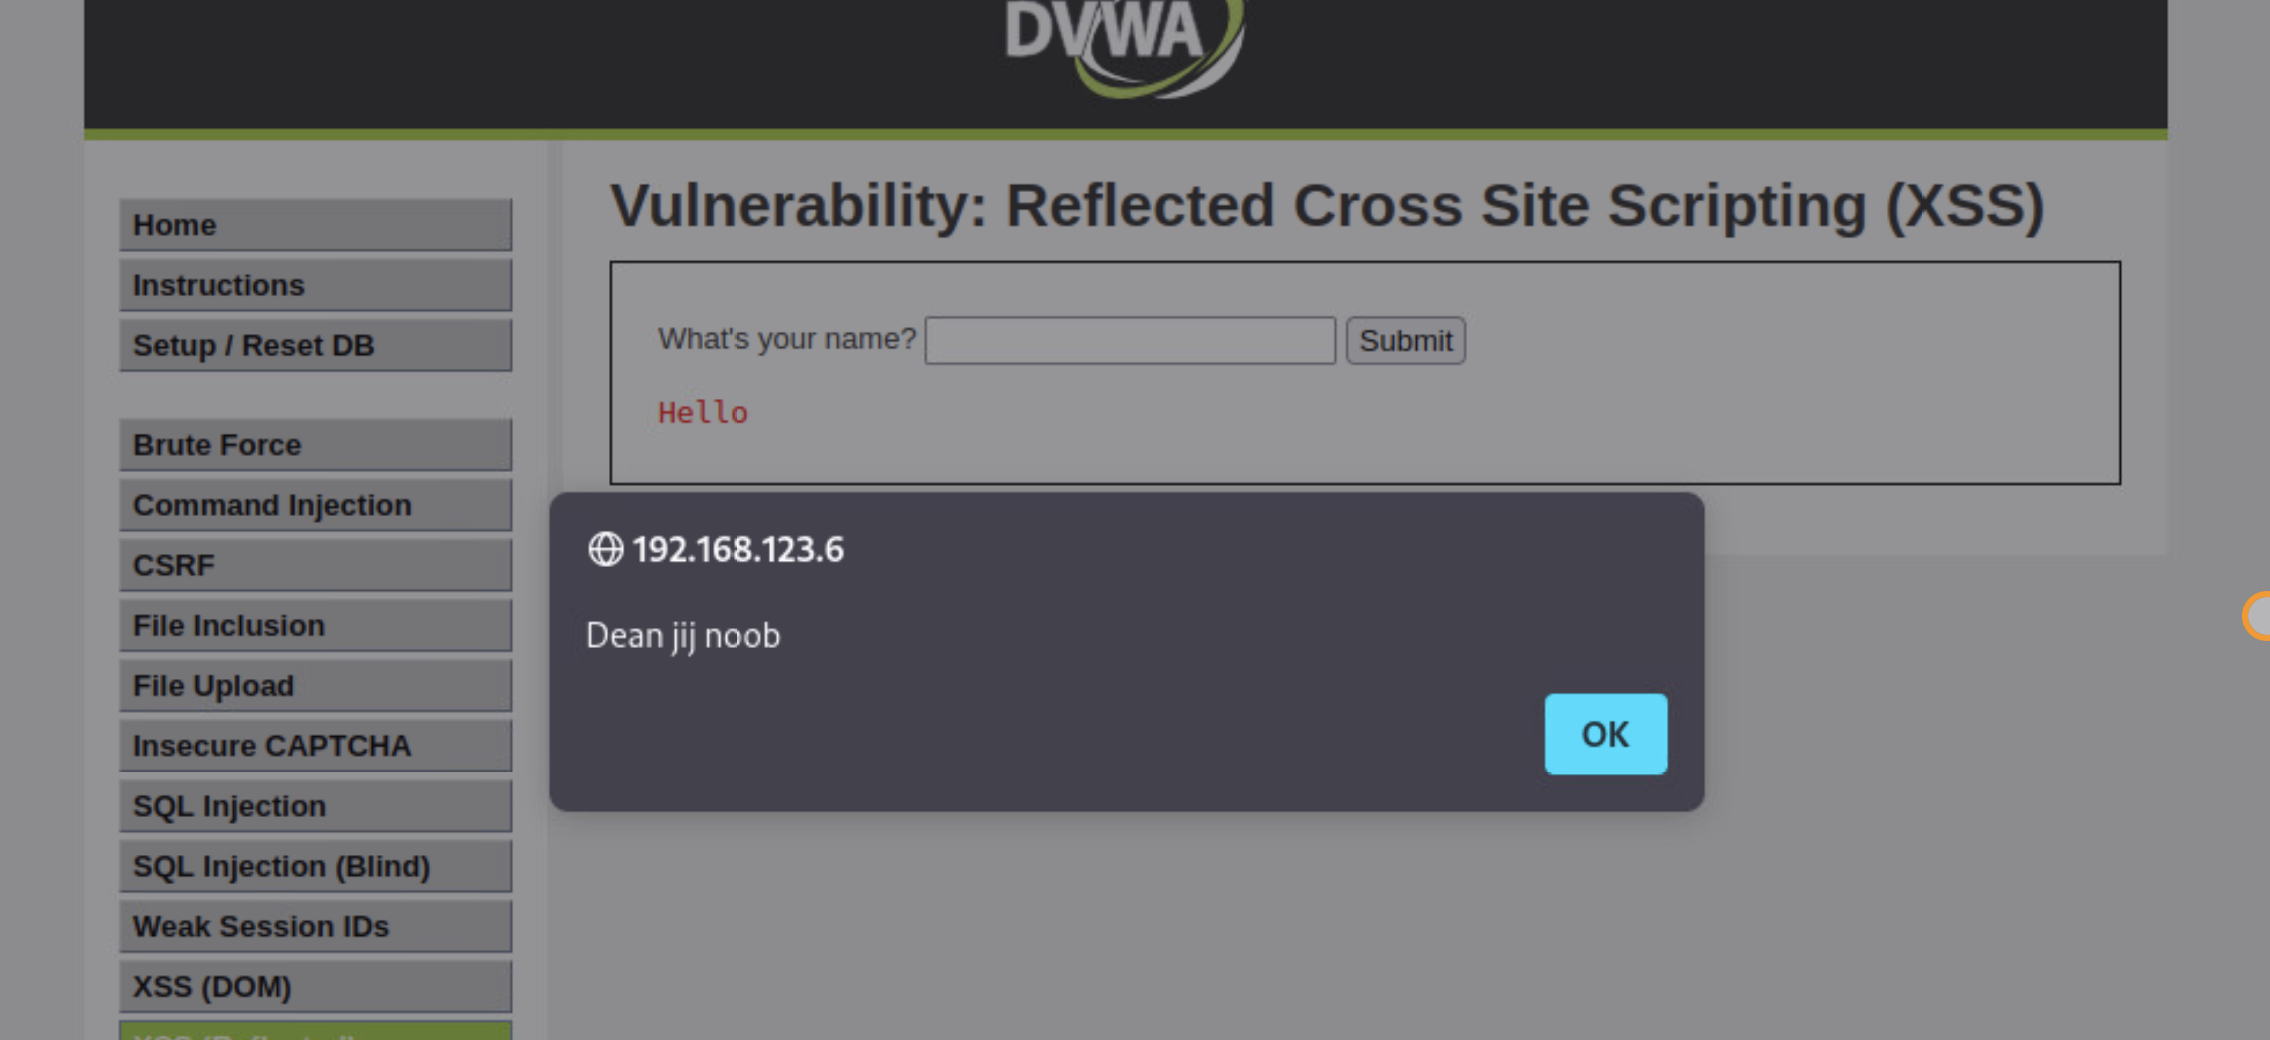 DVWA
Home
Instructions
Setup / Reset DB
Brute Force
Command Injection
CSRF
File Inclusion
File Upload
Insecure CAPTCHA
SQL Injection
SQL Injection (Blind)
Weak Session IDs
XSS (DOM)
Vulnerability: Reflected Cross Site Scripting (XSS)
What's your name? Submit
Hello
192.168.123.6
Dean jij noob
OK